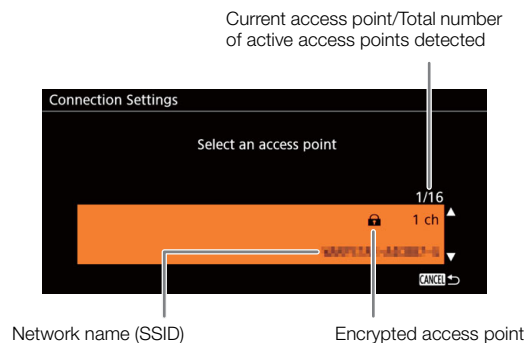 Current access point/Total number
of active access points detected
Connection Settings
Select an access point
1/16
1 ch
CANCEL
Network name (SSID)
Encrypted access point